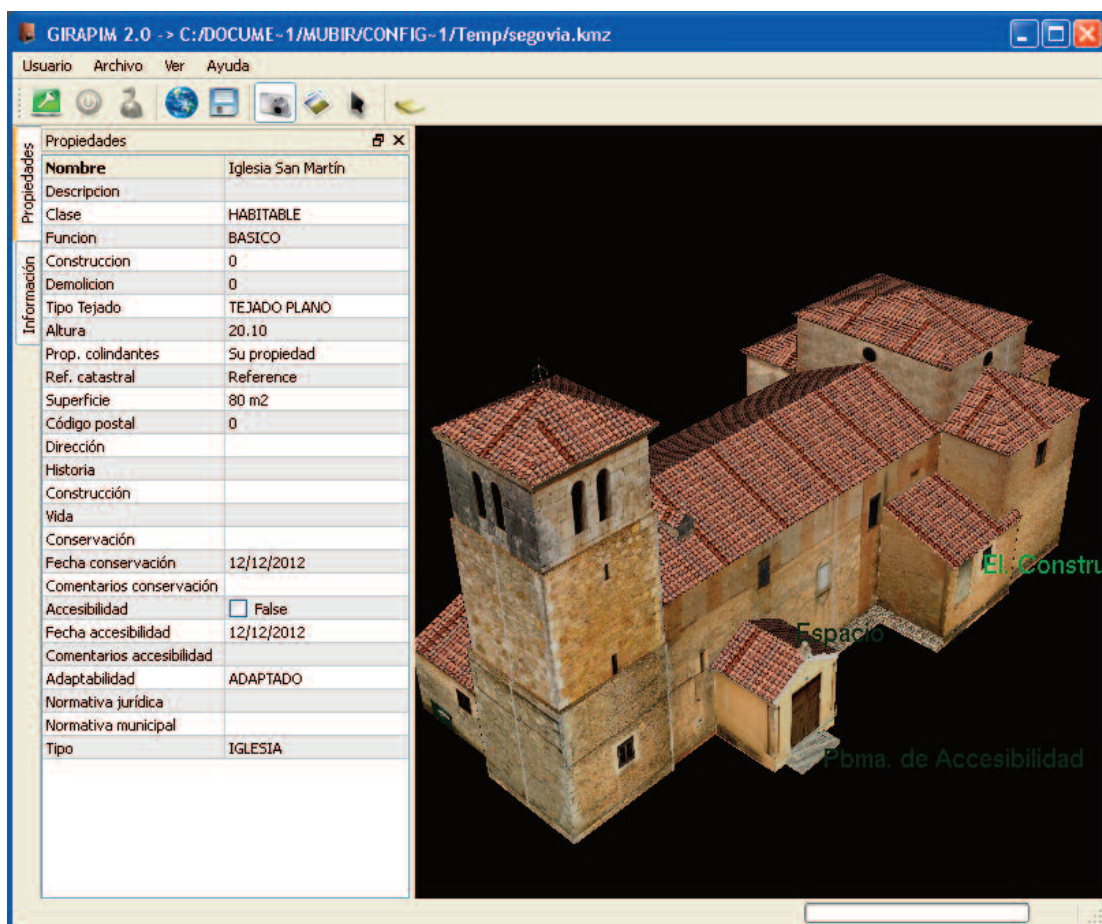 GIRAPIM 2.0 -> C:/DOCUME~1/MUBIR/CONFIG~1/Temp/segovia.kmz
Usuario Archivo Ver Ayuda
Propiedades
Información
Propiedades
Nombre Iglesia San Martín
Descripcion
Clase HABITABLE
Funcion BASICO
Construccion 0
Demolicion 0
Tipo Tejado TEJADO PLANO
Altura 20.10
Prop. colindantes Su propiedad
Ref. catastral Reference
Superficie 80 m2
Código postal 0
Dirección
Historia
Construcción
Vida
Conservación
Fecha conservación 12/12/2012
Comentarios conservación
Accesibilidad False
Fecha accesibilidad 12/12/2012
Comentarios accesibilidad
Adaptabilidad ADAPTADO
Normativa jurídica
Normativa municipal
Tipo IGLESIA
El. Constru
Espacio
Pbma. de Accesibilidad